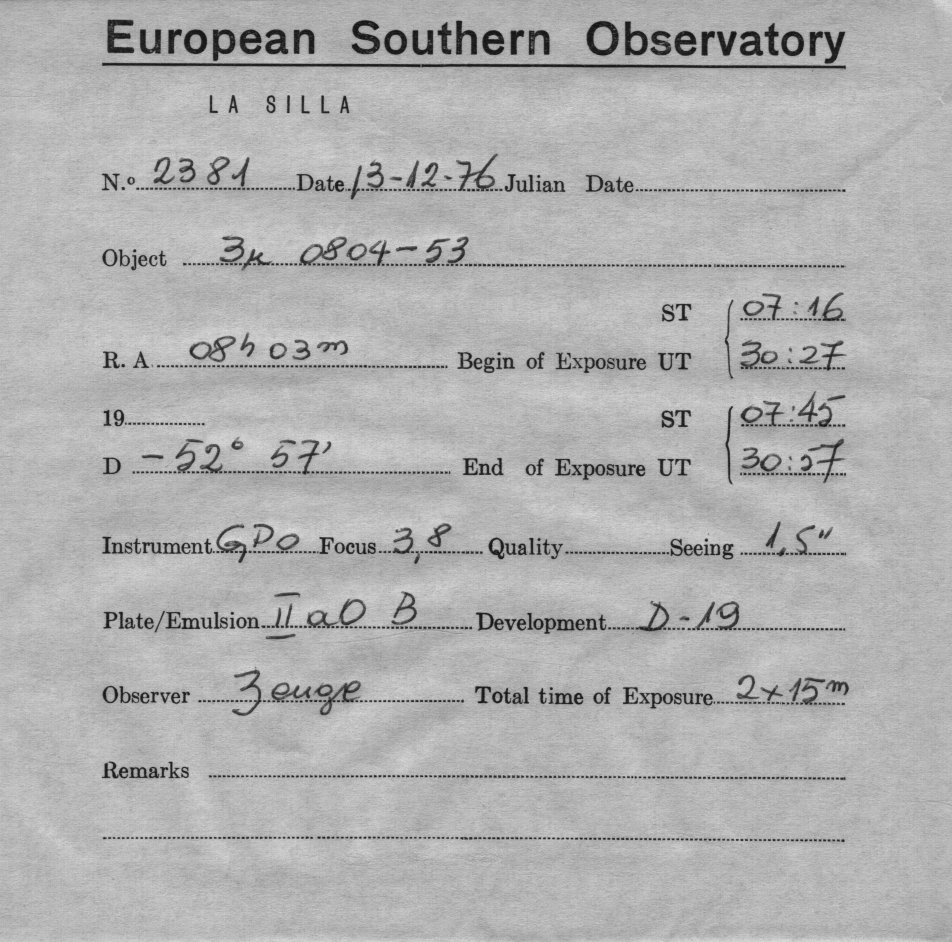 European Southern Observatory
LA SILLA
N.º 2381 Date 13-12-76 Julian Date
Object 3µ 0804-53
ST 07:16
R. A 08h 03m Begin of Exposure UT 30:27
19 ST 07:45
D -52° 57' End of Exposure UT 30:57
Instrument GPO Focus 3,8 Quality Seeing 1,5"
Plate/Emulsion IIaO B Development D-19
Observer Zeuge Total time of Exposure 2x15m
Remarks